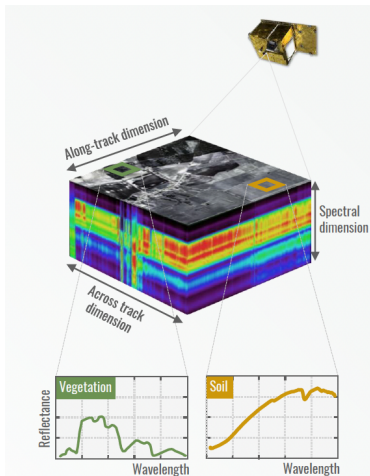 Along-track dimension
Spectral
dimension
Across track
dimension
Vegetation
Soil
Reflectance
Wavelength
Wavelength